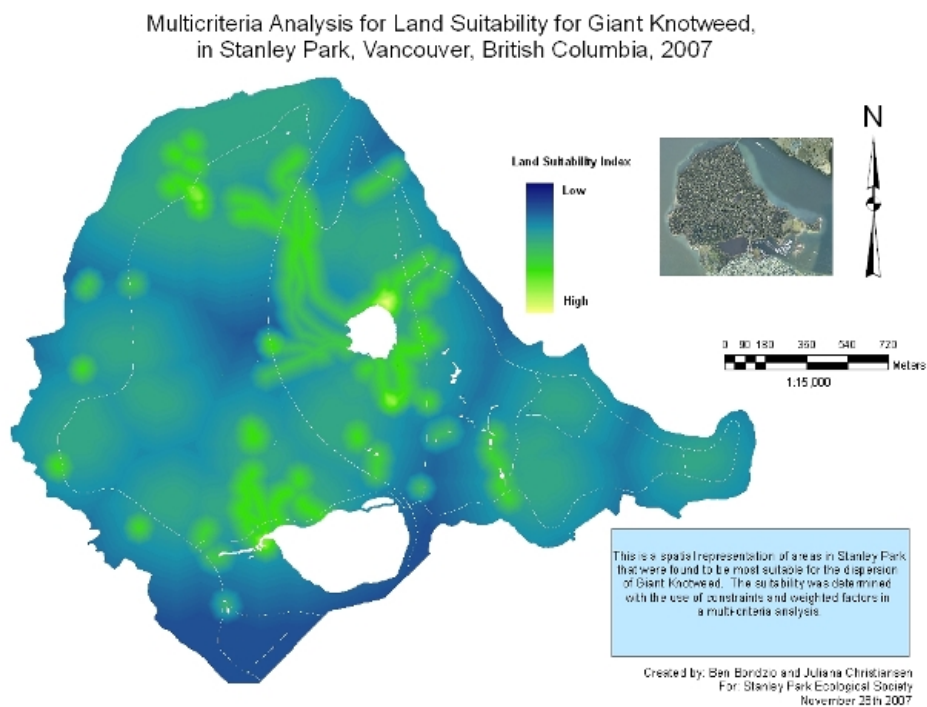 Multicriteria Analysis for Land Suitability for Giant Knotweed,
in Stanley Park, Vancouver, British Columbia, 2007
N
Land Suitability Index
Low
High
0 90 180 360 540 720
Meters
1:15,000
This is a spatial representation of areas in Stanley Park
that were found to be most suitable for the dispersion
of Giant Knotweed. The suitability was determined
with the use of constraints and weighted factors in
a multi-criteria analysis.
Created by: Ben Bondzio and Juliana Christiansen
For: Stanley Park Ecological Society
November 28th 2007